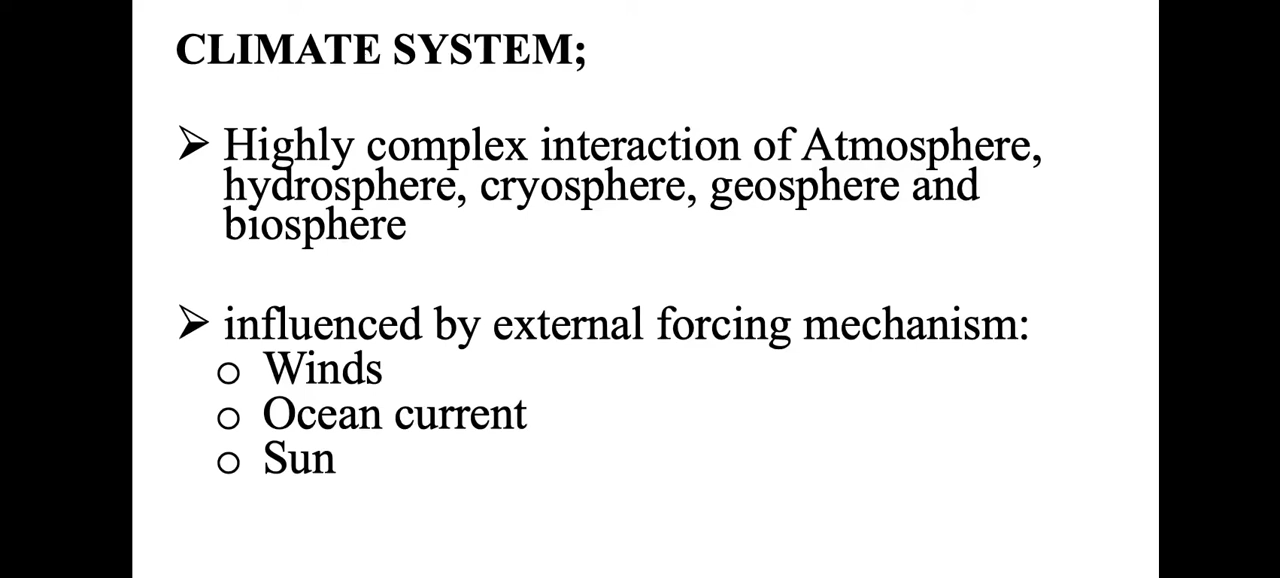 CLIMATE SYSTEM;
➢ Highly complex interaction of Atmosphere,
hydrosphere, cryosphere, geosphere and
biosphere
➢ influenced by external forcing mechanism:
o Winds
o Ocean current
o Sun